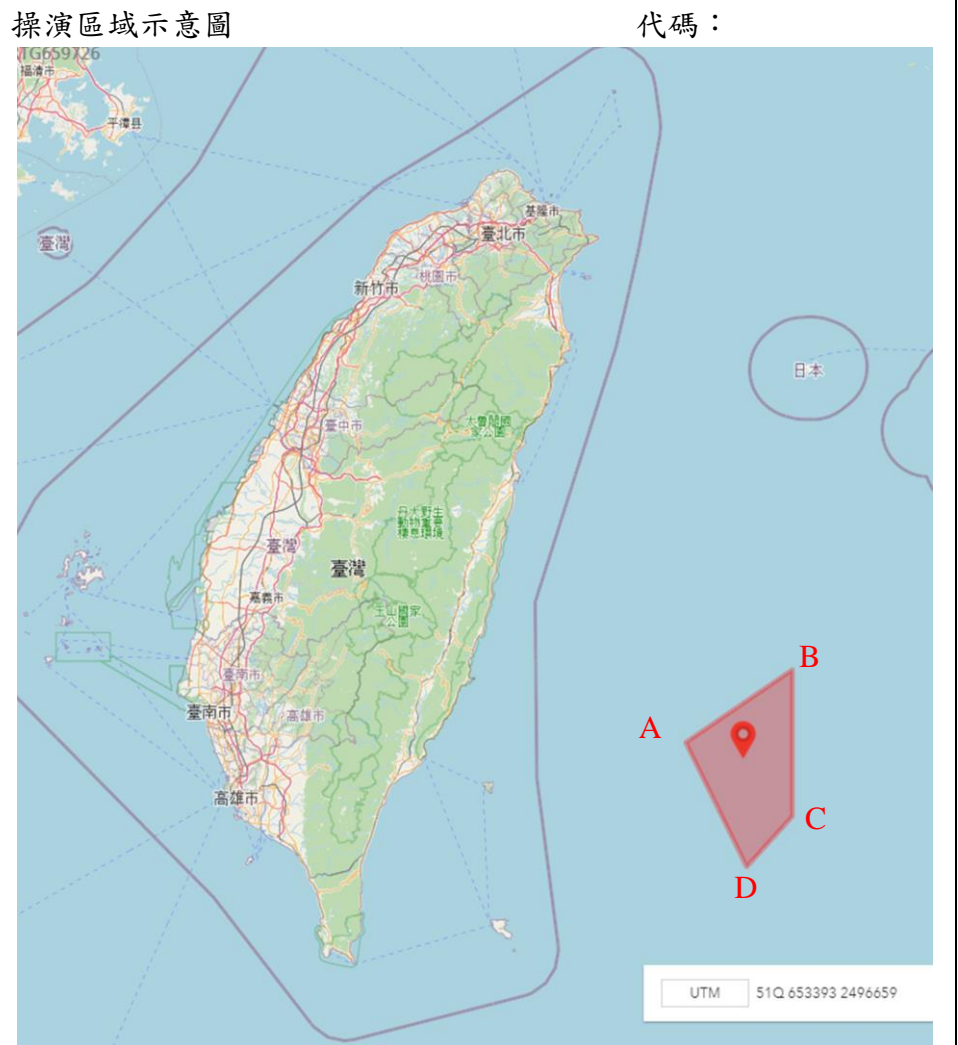 操演區域示意圖 代碼：
TG659726
福清市
平潭县
基隆市
臺北市
臺灣
桃園市
新竹市
日本
臺中市
大魯閣國
家公園
丹大野生
動物重要
棲息環境
臺灣
臺灣
嘉義市
玉山國家
公園
B
臺南市
臺南市
高雄市
A
高雄市
C
D
UTM 51Q 653393 2496659